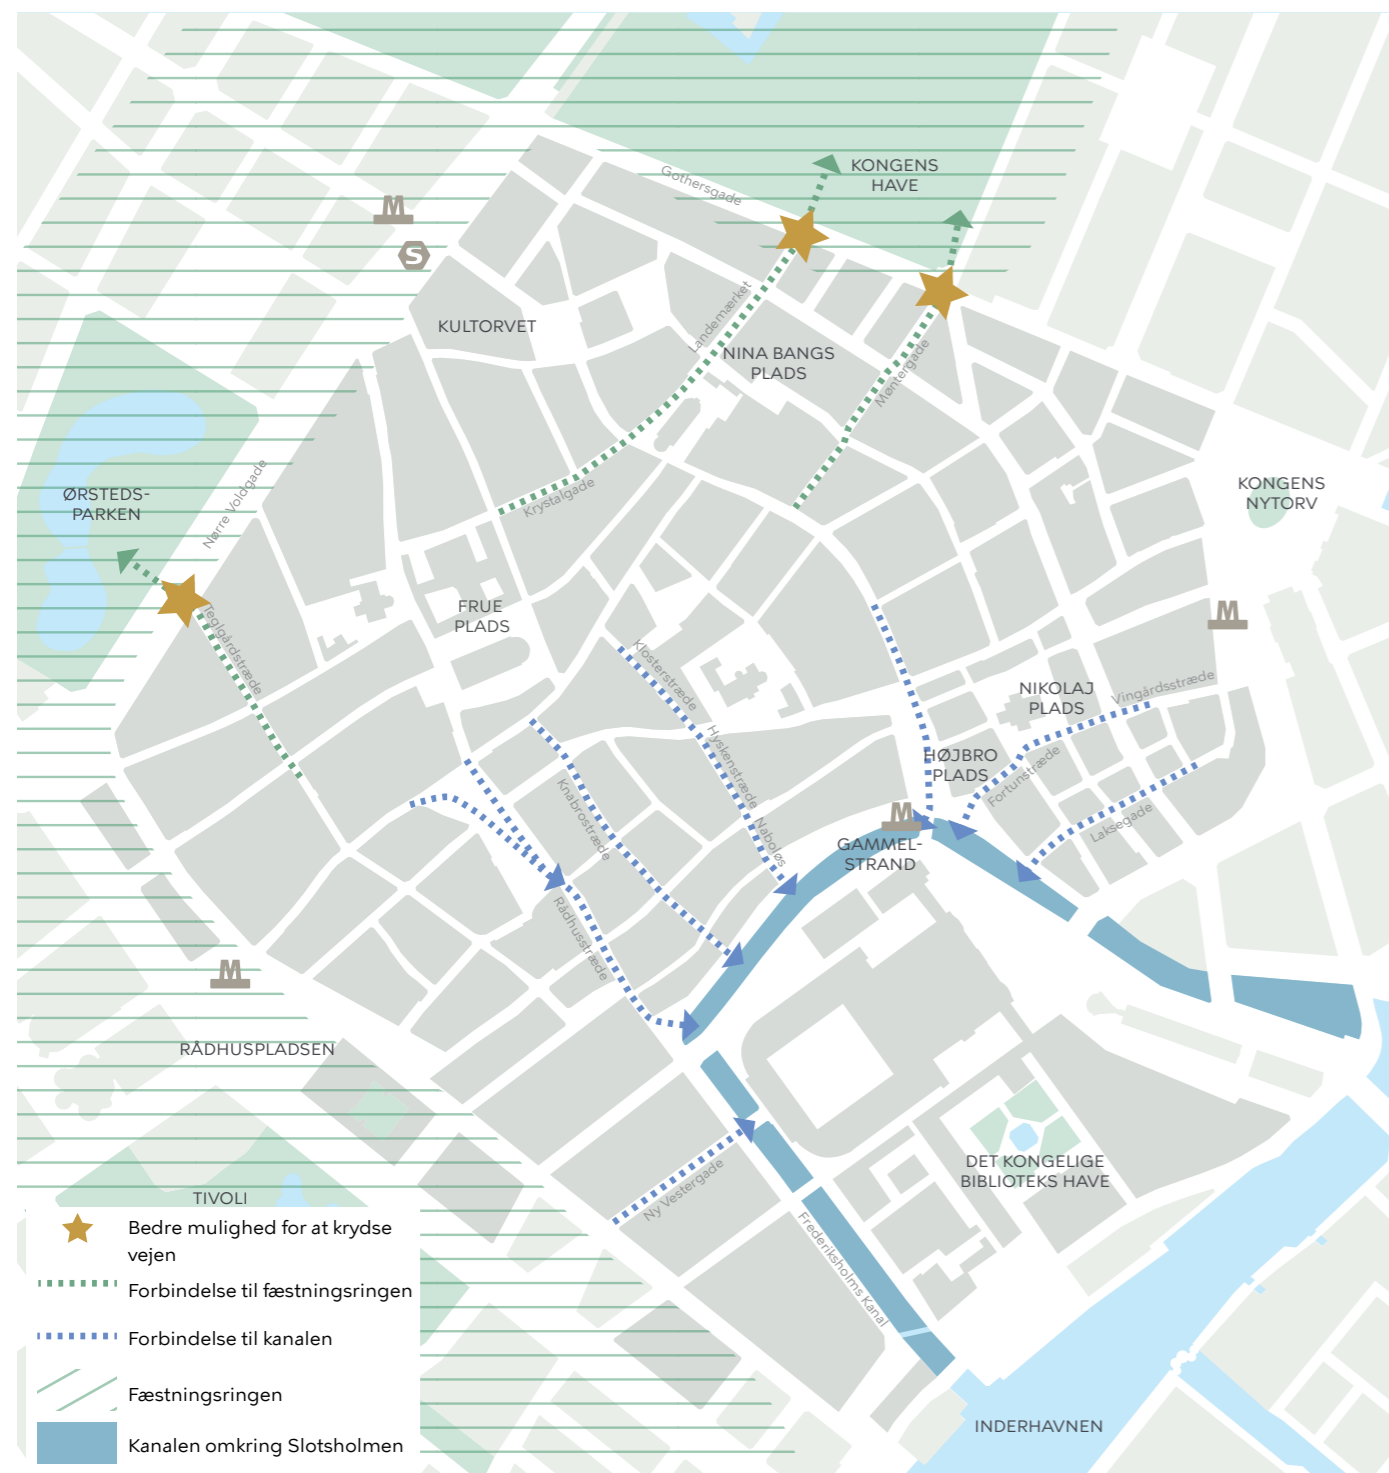 KONGENS
HAVE
Gothersgade
M
S
KULTORVET
Landemærket
NINA BANGS
PLADS
Møntergade
ØRSTEDS-
PARKEN
Nørre Voldgade
Krystalgade
KONGENS
NYTORV
M
FRUE
PLADS
Teglgårdstræde
Klosterstræde
NIKOLAJ
PLADS
Vingårdsstræde
Hyskenstræde
HØJBRO
PLADS
Fortunstræde
Knabrostræde
Naboløs
M
Laksegade
GAMMEL-
STRAND
Rådhusstræde
M
RÅDHUSPLADSEN
DET KONGELIGE
BIBLIOTEKS HAVE
Ny Vestergade
TIVOLI
Frederiksholms Kanal
INDERHAVNEN
Bedre mulighed for at krydse
vejen
Forbindelse til fæstningsringen
Forbindelse til kanalen
Fæstningsringen
Kanalen omkring Slotsholmen